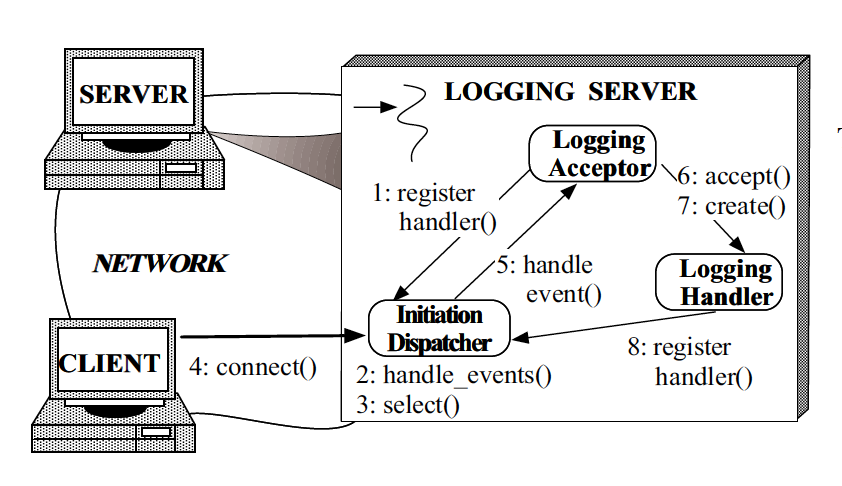 SERVER
LOGGING SERVER
Logging
Acceptor
1: register
handler()
6: accept()
7: create()
NETWORK
5: handle
event()
Logging
Handler
Initiation
Dispatcher
CLIENT
4: connect()
2: handle_events()
3: select()
8: register
handler()